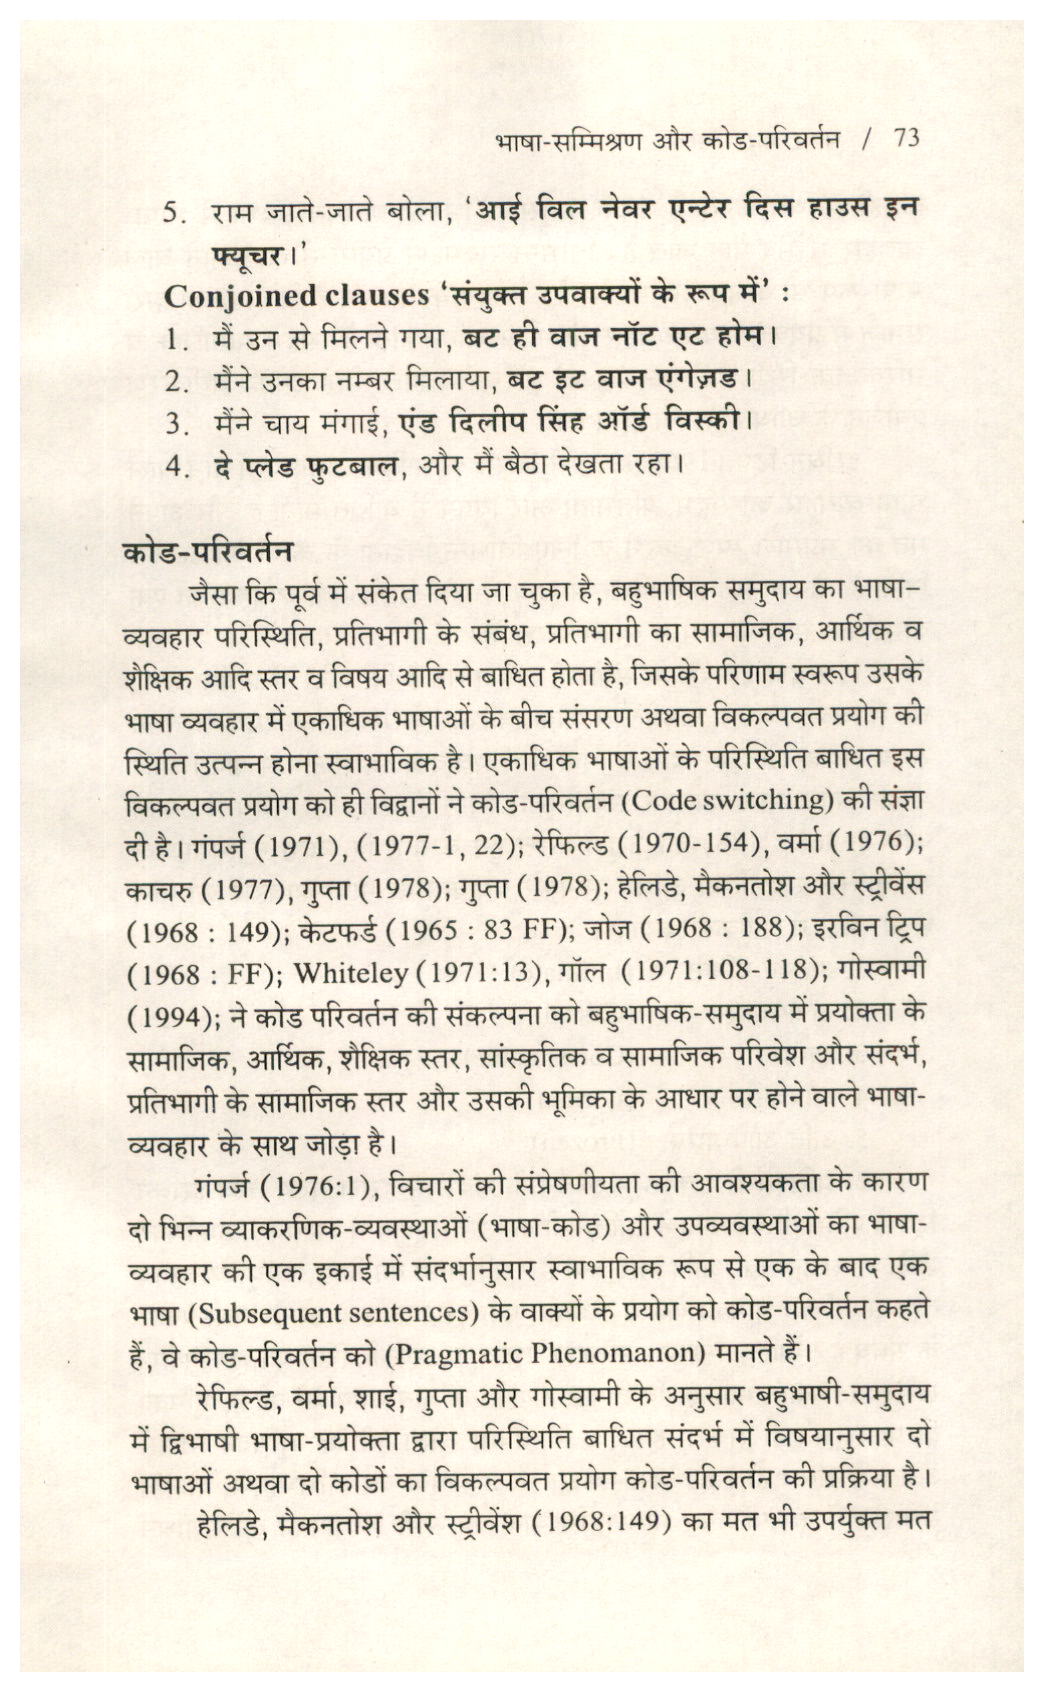 भाषा-सम्मिश्रण और कोड-परिवर्तन / 73
5. राम जाते-जाते बोला, ‘आई विल नेवर एन्टेर दिस हाउस इन
फ्यूचर।’
Conjoined clauses ‘संयुक्त उपवाक्यों के रूप में’ :
1. मैं उन से मिलने गया, बट ही वाज नॉट एट होम।
2. मैंने उनका नम्बर मिलाया, बट इट वाज एंगेज़ड।
3. मैंने चाय मंगाई, एंड दिलीप सिंह ऑर्ड विस्की।
4. दे प्लेड फुटबाल, और मैं बैठा देखता रहा।
कोड-परिवर्तन
जैसा कि पूर्व में संकेत दिया जा चुका है, बहुभाषिक समुदाय का भाषा-
व्यवहार परिस्थिति, प्रतिभागी के संबंध, प्रतिभागी का सामाजिक, आर्थिक व
शैक्षिक आदि स्तर व विषय आदि से बाधित होता है, जिसके परिणाम स्वरूप उसके
भाषा व्यवहार में एकाधिक भाषाओं के बीच संसरण अथवा विकल्पवत प्रयोग की
स्थिति उत्पन्न होना स्वाभाविक है। एकाधिक भाषाओं के परिस्थिति बाधित इस
विकल्पवत प्रयोग को ही विद्वानों ने कोड-परिवर्तन (Code switching) की संज्ञा
दी है। गंपर्ज (1971), (1977-1, 22); रेफिल्ड (1970-154), वर्मा (1976);
काचरु (1977), गुप्ता (1978); गुप्ता (1978); हेलिडे, मैकनतोश और स्ट्रीवेंस
(1968 : 149); केटफर्ड (1965 : 83 FF); जोज (1968 : 188); इरविन ट्रिप
(1968 : FF); Whiteley (1971:13), गॉल (1971:108-118); गोस्वामी
(1994); ने कोड परिवर्तन की संकल्पना को बहुभाषिक-समुदाय में प्रयोक्ता के
सामाजिक, आर्थिक, शैक्षिक स्तर, सांस्कृतिक व सामाजिक परिवेश और संदर्भ,
प्रतिभागी के सामाजिक स्तर और उसकी भूमिका के आधार पर होने वाले भाषा-
व्यवहार के साथ जोड़ा है।
गंपर्ज (1976:1), विचारों की संप्रेषणीयता की आवश्यकता के कारण
दो भिन्न व्याकरणिक-व्यवस्थाओं (भाषा-कोड) और उपव्यवस्थाओं का भाषा-
व्यवहार की एक इकाई में संदर्भानुसार स्वाभाविक रूप से एक के बाद एक
भाषा (Subsequent sentences) के वाक्यों के प्रयोग को कोड-परिवर्तन कहते
हैं, वे कोड-परिवर्तन को (Pragmatic Phenomanon) मानते हैं।
रेफिल्ड, वर्मा, शाई, गुप्ता और गोस्वामी के अनुसार बहुभाषी-समुदाय
में द्विभाषी भाषा-प्रयोक्ता द्वारा परिस्थिति बाधित संदर्भ में विषयानुसार दो
भाषाओं अथवा दो कोडों का विकल्पवत प्रयोग कोड-परिवर्तन की प्रक्रिया है।
हेलिडे, मैकनतोश और स्ट्रीवेंश (1968:149) का मत भी उपर्युक्त मत